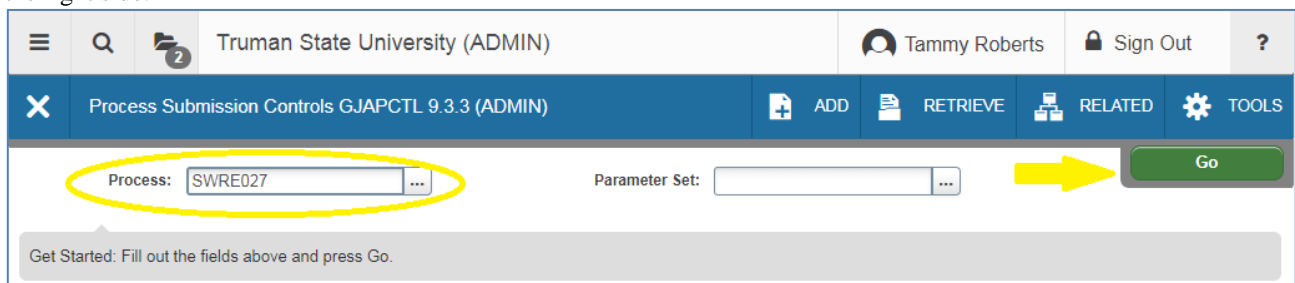 2 Truman State University (ADMIN) Tammy Roberts Sign Out ?
Process Submission Controls GJAPCTL 9.3.3 (ADMIN) ADD RETRIEVE RELATED TOOLS
Go
Process: SWRE027 ... Parameter Set: ...
Get Started: Fill out the fields above and press Go.